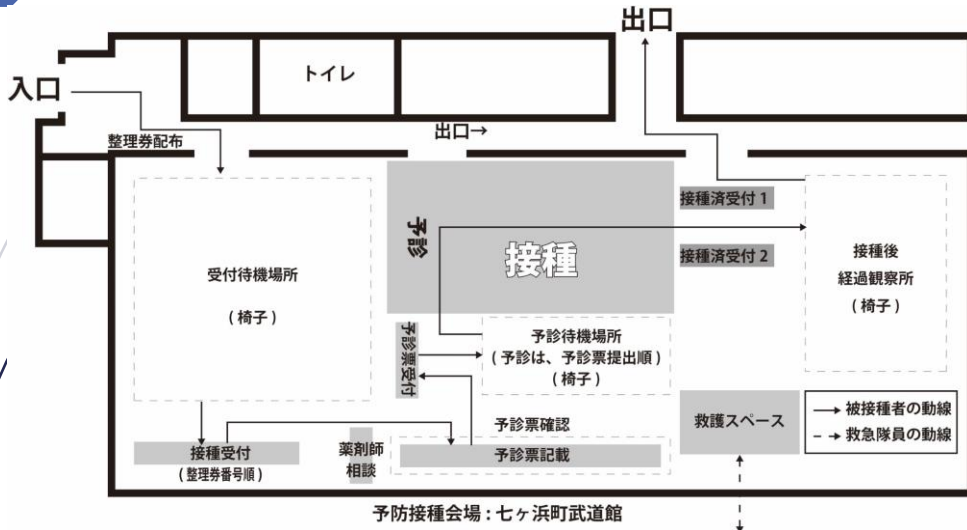 出口
入口
トイレ
出口→
整理券配布
受付待機場所
(椅子)
予診
接種
接種済受付 1
接種済受付 2
接種後
経過観察所
(椅子)
予診票受付
予診待機場所
(予診は、予診票提出順)
(椅子)
接種受付
(整理券番号順)
薬剤師
相談
予診票確認
予診票記載
救護スペース
被接種者の動線
救急隊員の動線
予防接種会場:七ヶ浜町武道館